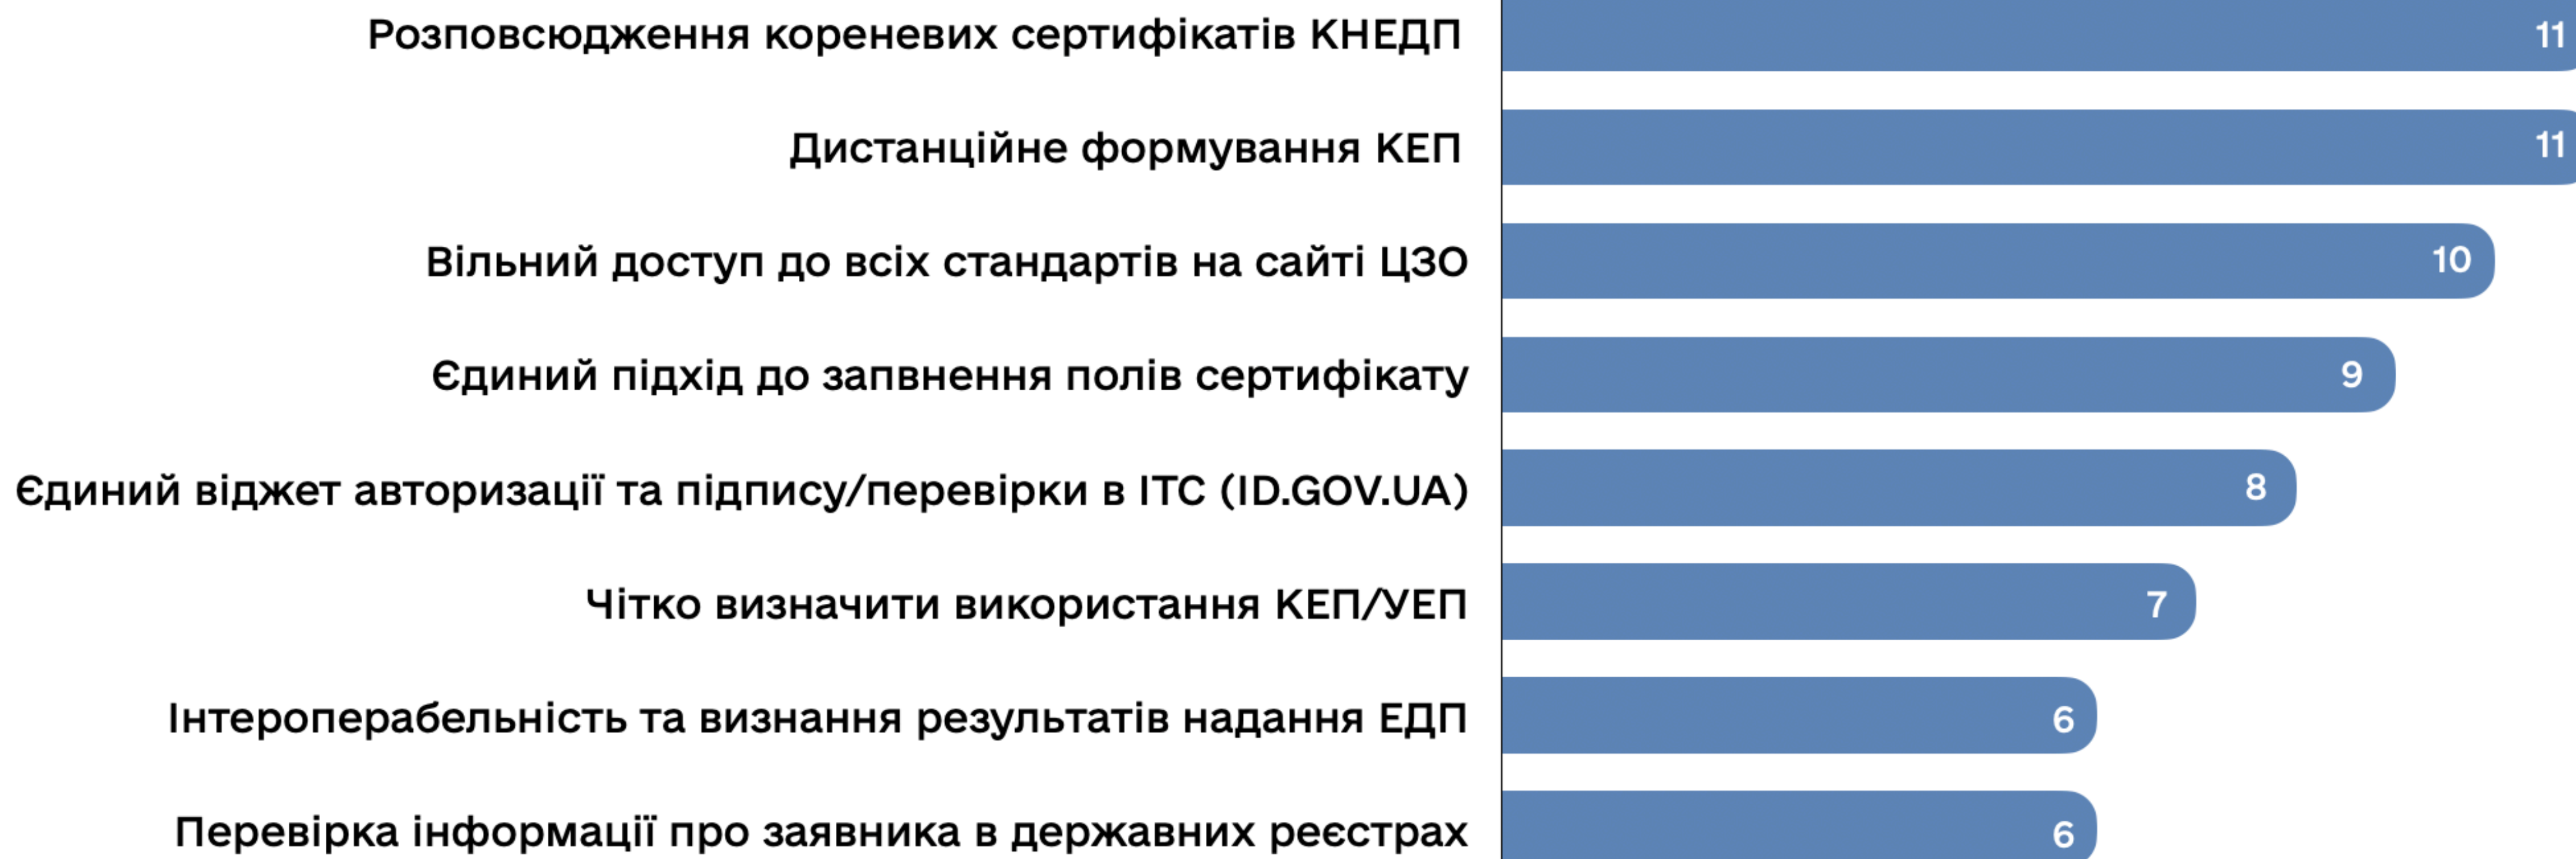 Розповсюдження кореневих сертифікатів КНЕДП 11
Дистанційне формування КЕП 11
Вільний доступ до всіх стандартів на сайті ЦЗО 10
Єдиний підхід до запвнення полів сертифікату 9
Єдиний віджет авторизації та підпису/перевірки в ІТС (ID.GOV.UA) 8
Чітко визначити використання КЕП/УЕП 7
Інтероперабельність та визнання результатів надання ЕДП 6
Перевірка інформації про заявника в державних реєстрах 6